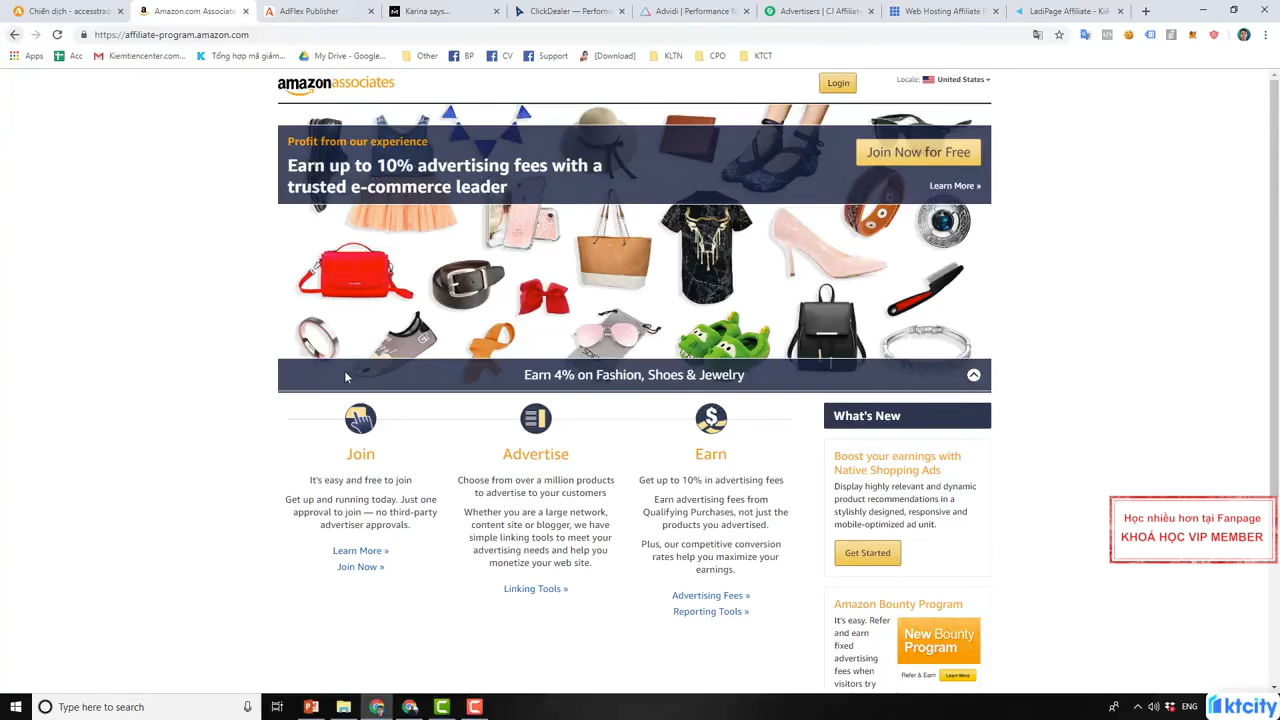 Chiến dịch - accesstrad
Amazon.com Associate
AdFlex Publisher
Karina says...
ClickDealer — Perform
Advidi | Performance B
Advertisers | CJ Affiliate
Bước Hosting Affiliate
LadiPage Affiliate - Kiế
https://affiliate-program.amazon.com
Apps
Acc
Kiemtiencenter.com...
Tổng hợp mã giảm...
My Drive - Google...
Other
BP
CV
Support
[Download]
KLTN
CPO
KTCT
amazonassociates
Login
Locale:
United States
Profit from our experience
Earn up to 10% advertising fees with a
trusted e-commerce leader
Join Now for Free
Learn More »
Earn 4% on Fashion, Shoes & Jewelry
Join
It's easy and free to join
Get up and running today. Just one
approval to join — no third-party
advertiser approvals.
Learn More »
Join Now »
Advertise
Choose from over a million products
to advertise to your customers
Whether you are a large network,
content site or blogger, we have
simple linking tools to meet your
advertising needs and help you
monetize your web site.
Linking Tools »
Earn
Get up to 10% in advertising fees
Earn advertising fees from
Qualifying Purchases, not just the
products you advertised.
Plus, our competitive conversion
rates help you maximize your
earnings.
Advertising Fees »
Reporting Tools »
What's New
Boost your earnings with
Native Shopping Ads
Display highly relevant and dynamic
product recommendations in a
stylishly designed, responsive and
mobile-optimized ad unit.
Get Started
Amazon Bounty Program
It's easy. Refer
and earn
fixed
advertising
fees when
visitors try
New Bounty
Program
Refer & Earn
Learn More
Học nhiều hơn tại Fanpage
KHOÁ HỌC VIP MEMBER
Type here to search
ENG
ktcity